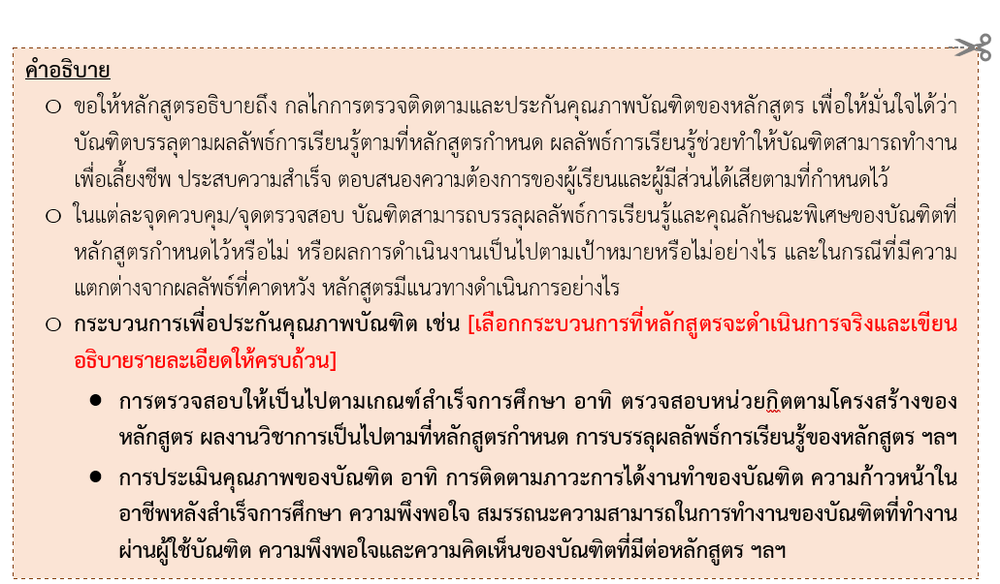 คำอธิบาย
ขอให้หลักสูตรอธิบายถึง กลไกการตรวจติดตามและประกันคุณภาพบัณฑิตของหลักสูตร เพื่อให้มั่นใจได้ว่า
บัณฑิตบรรลุตามผลลัพธ์การเรียนรู้ตามที่หลักสูตรกำหนด ผลลัพธ์การเรียนรู้ช่วยทำให้บัณฑิตสามารถทำงาน
เพื่อเลี้ยงชีพ ประสบความสำเร็จ ตอบสนองความต้องการของผู้เรียนและผู้มีส่วนได้เสียตามที่กำหนดไว้
ในแต่ละจุดควบคุม/จุดตรวจสอบ บัณฑิตสามารถบรรลุผลลัพธ์การเรียนรู้และคุณลักษณะพิเศษของบัณฑิตที่
หลักสูตรกำหนดไว้หรือไม่ หรือผลการดำเนินงานเป็นไปตามเป้าหมายหรือไม่อย่างไร และในกรณีที่มีความ
แตกต่างจากผลลัพธ์ที่คาดหวัง หลักสูตรมีแนวทางดำเนินการอย่างไร
กระบวนการเพื่อประกันคุณภาพบัณฑิต เช่น [เลือกกระบวนการที่หลักสูตรจะดำเนินการจริงและเขียน
อธิบายรายละเอียดให้ครบถ้วน]
การตรวจสอบให้เป็นไปตามเกณฑ์สำเร็จการศึกษา อาทิ ตรวจสอบหน่วยกิตตามโครงสร้างของ
หลักสูตร ผลงานวิชาการเป็นไปตามที่หลักสูตรกำหนด การบรรลุผลลัพธ์การเรียนรู้ของหลักสูตร ฯลฯ
การประเมินคุณภาพของบัณฑิต อาทิ การติดตามภาวะการได้งานทำของบัณฑิต ความก้าวหน้าใน
อาชีพหลังสำเร็จการศึกษา ความพึงพอใจ สมรรถนะความสามารถในการทำงานของบัณฑิตที่ทำงาน
ผ่านผู้ใช้บัณฑิต ความพึงพอใจและความคิดเห็นของบัณฑิตที่มีต่อหลักสูตร ฯลฯ